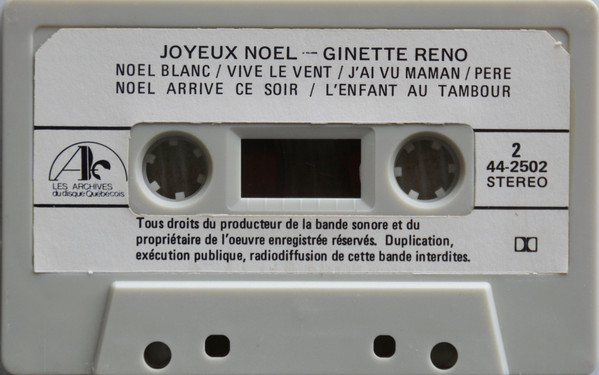 JOYEUX NOEL -- GINETTE RENO
NOEL BLANC / VIVE LE VENT / J'AI VU MAMAN / PERE
NOEL ARRIVE CE SOIR / L'ENFANT AU TAMBOUR
LES ARCHIVES
du disque Québecois
2
44-2502
STEREO
Tous droits du producteur de la bande sonore et du
propriétaire de l'oeuvre enregistrée réservés. Duplication,
exécution publique, radiodiffusion de cette bande interdites.